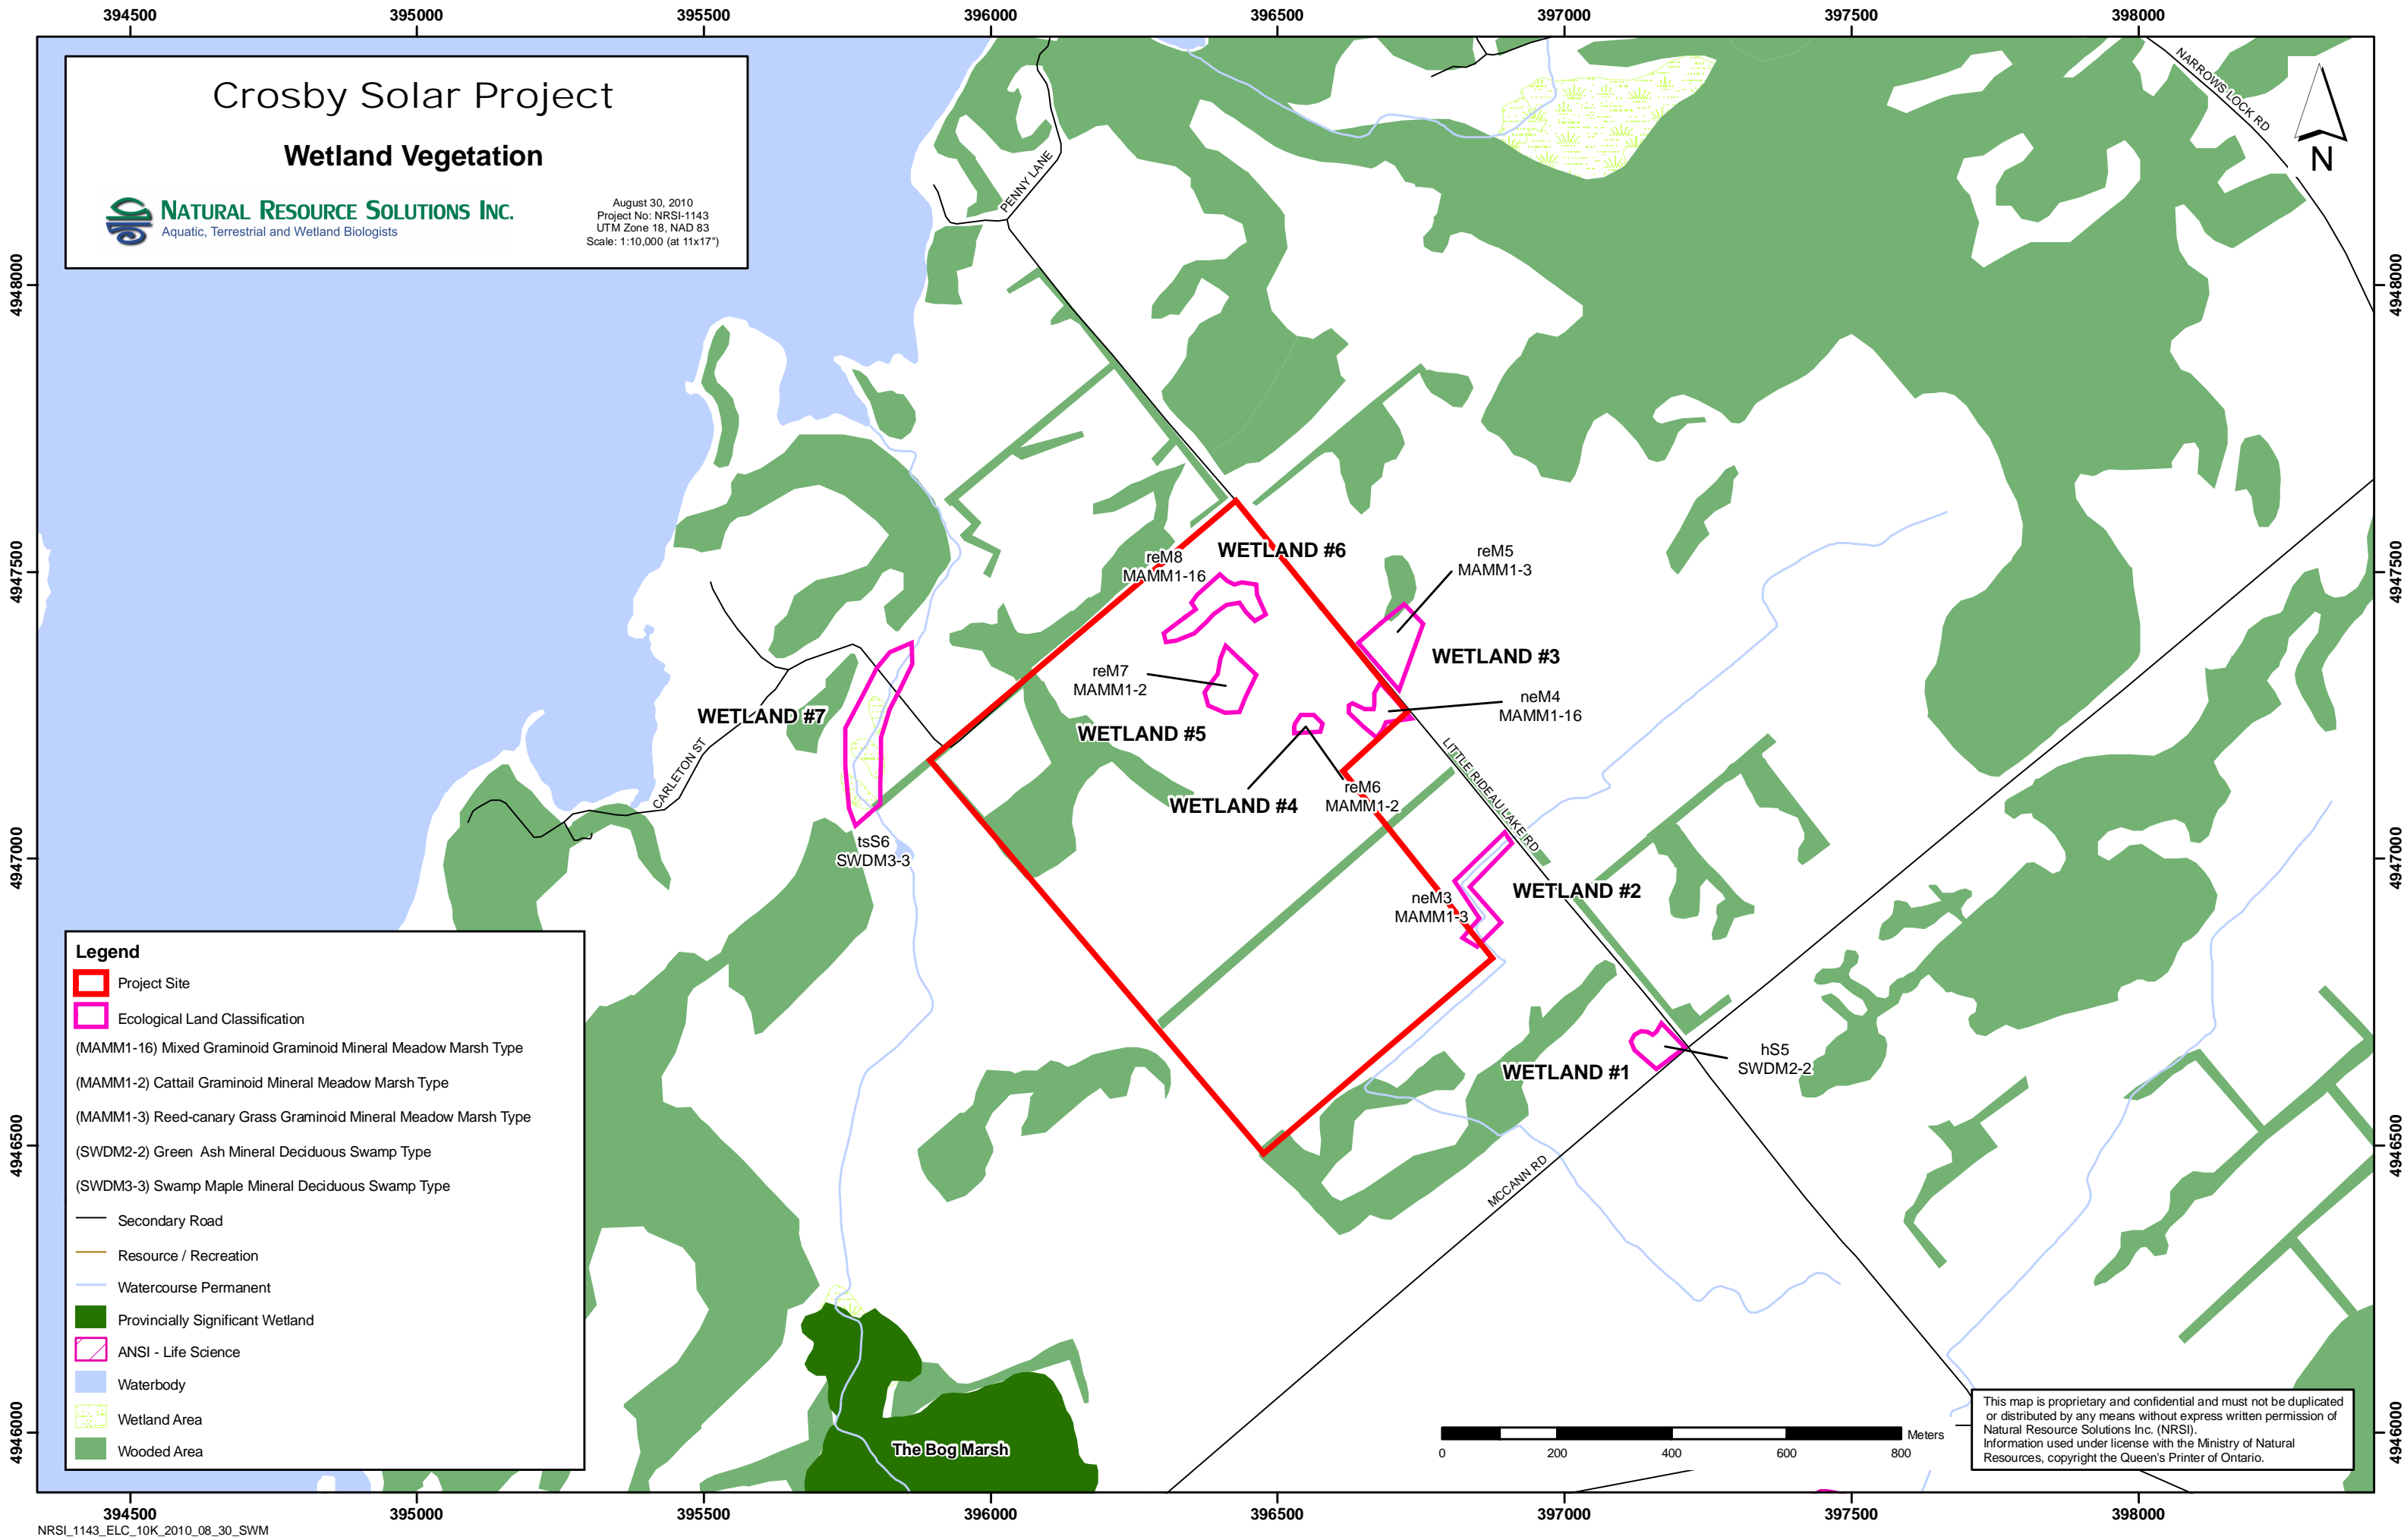 394500 395000 395500 396000 396500 397000 397500 398000
Crosby Solar Project
Wetland Vegetation
NATURAL RESOURCE SOLUTIONS INC.
Aquatic, Terrestrial and Wetland Biologists
August 30, 2010
Project No: NRSI-1143
UTM Zone 18, NAD 83
Scale: 1:10,000 (at 11x17")
NARROWS LOCK RD
N
PENNY LANE
4948000
4948000
4947500
4947500
WETLAND #6
reM8
MAMM1-16
reM5
MAMM1-3
WETLAND #3
reM7
MAMM1-2
neM4
MAMM1-16
WETLAND #7
WETLAND #5
CARLETON ST
LITTLE RIDEAU LAKE RD
WETLAND #4
reM6
MAMM1-2
tsS6
SWDM3-3
4947000
4947000
WETLAND #2
neM3
MAMM1-3
hS5
SWDM2-2
WETLAND #1
MCCANN RD
4946500
4946500
Legend
Project Site
Ecological Land Classification
(MAMM1-16) Mixed Graminoid Graminoid Mineral Meadow Marsh Type
(MAMM1-2) Cattail Graminoid Mineral Meadow Marsh Type
(MAMM1-3) Reed-canary Grass Graminoid Mineral Meadow Marsh Type
(SWDM2-2) Green  Ash Mineral Deciduous Swamp Type
(SWDM3-3) Swamp Maple Mineral Deciduous Swamp Type
Secondary Road
Resource / Recreation
Watercourse Permanent
Provincially Significant Wetland
ANSI - Life Science
Waterbody
Wetland Area
Wooded Area
The Bog Marsh
4946000
4946000
Meters
0 200 400 600 800
This map is proprietary and confidential and must not be duplicated
or distributed by any means without express written permission of
Natural Resource Solutions Inc. (NRSI).
Information used under license with the Ministry of Natural
Resources, copyright the Queen's Printer of Ontario.
394500 395000 395500 396000 396500 397000 397500 398000
NRSI_1143_ELC_10K_2010_08_30_SWM